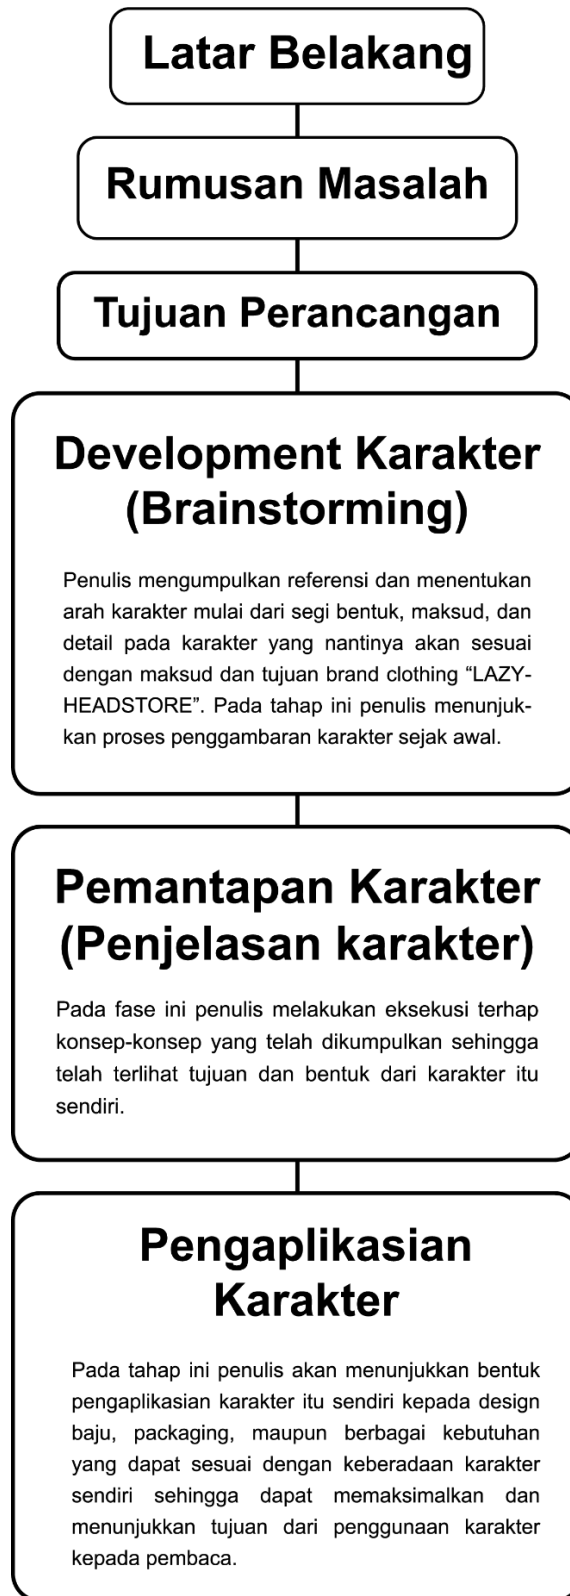 Latar Belakang
Rumusan Masalah
Tujuan Perancangan
Development Karakter
(Brainstorming)
Penulis mengumpulkan referensi dan menentukan
arah karakter mulai dari segi bentuk, maksud, dan
detail pada karakter yang nantinya akan sesuai
dengan maksud dan tujuan brand clothing “LAZY-
HEADSTORE”. Pada tahap ini penulis menunjuk-
kan proses penggambaran karakter sejak awal.
Pemantapan Karakter
(Penjelasan karakter)
Pada fase ini penulis melakukan eksekusi terhap
konsep-konsep yang telah dikumpulkan sehingga
telah terlihat tujuan dan bentuk dari karakter itu
sendiri.
Pengaplikasian
Karakter
Pada tahap ini penulis akan menunjukkan bentuk
pengaplikasian karakter itu sendiri kepada design
baju, packaging, maupun berbagai kebutuhan
yang dapat sesuai dengan keberadaan karakter
sendiri sehingga dapat memaksimalkan dan
menunjukkan tujuan dari penggunaan karakter
kepada pembaca.